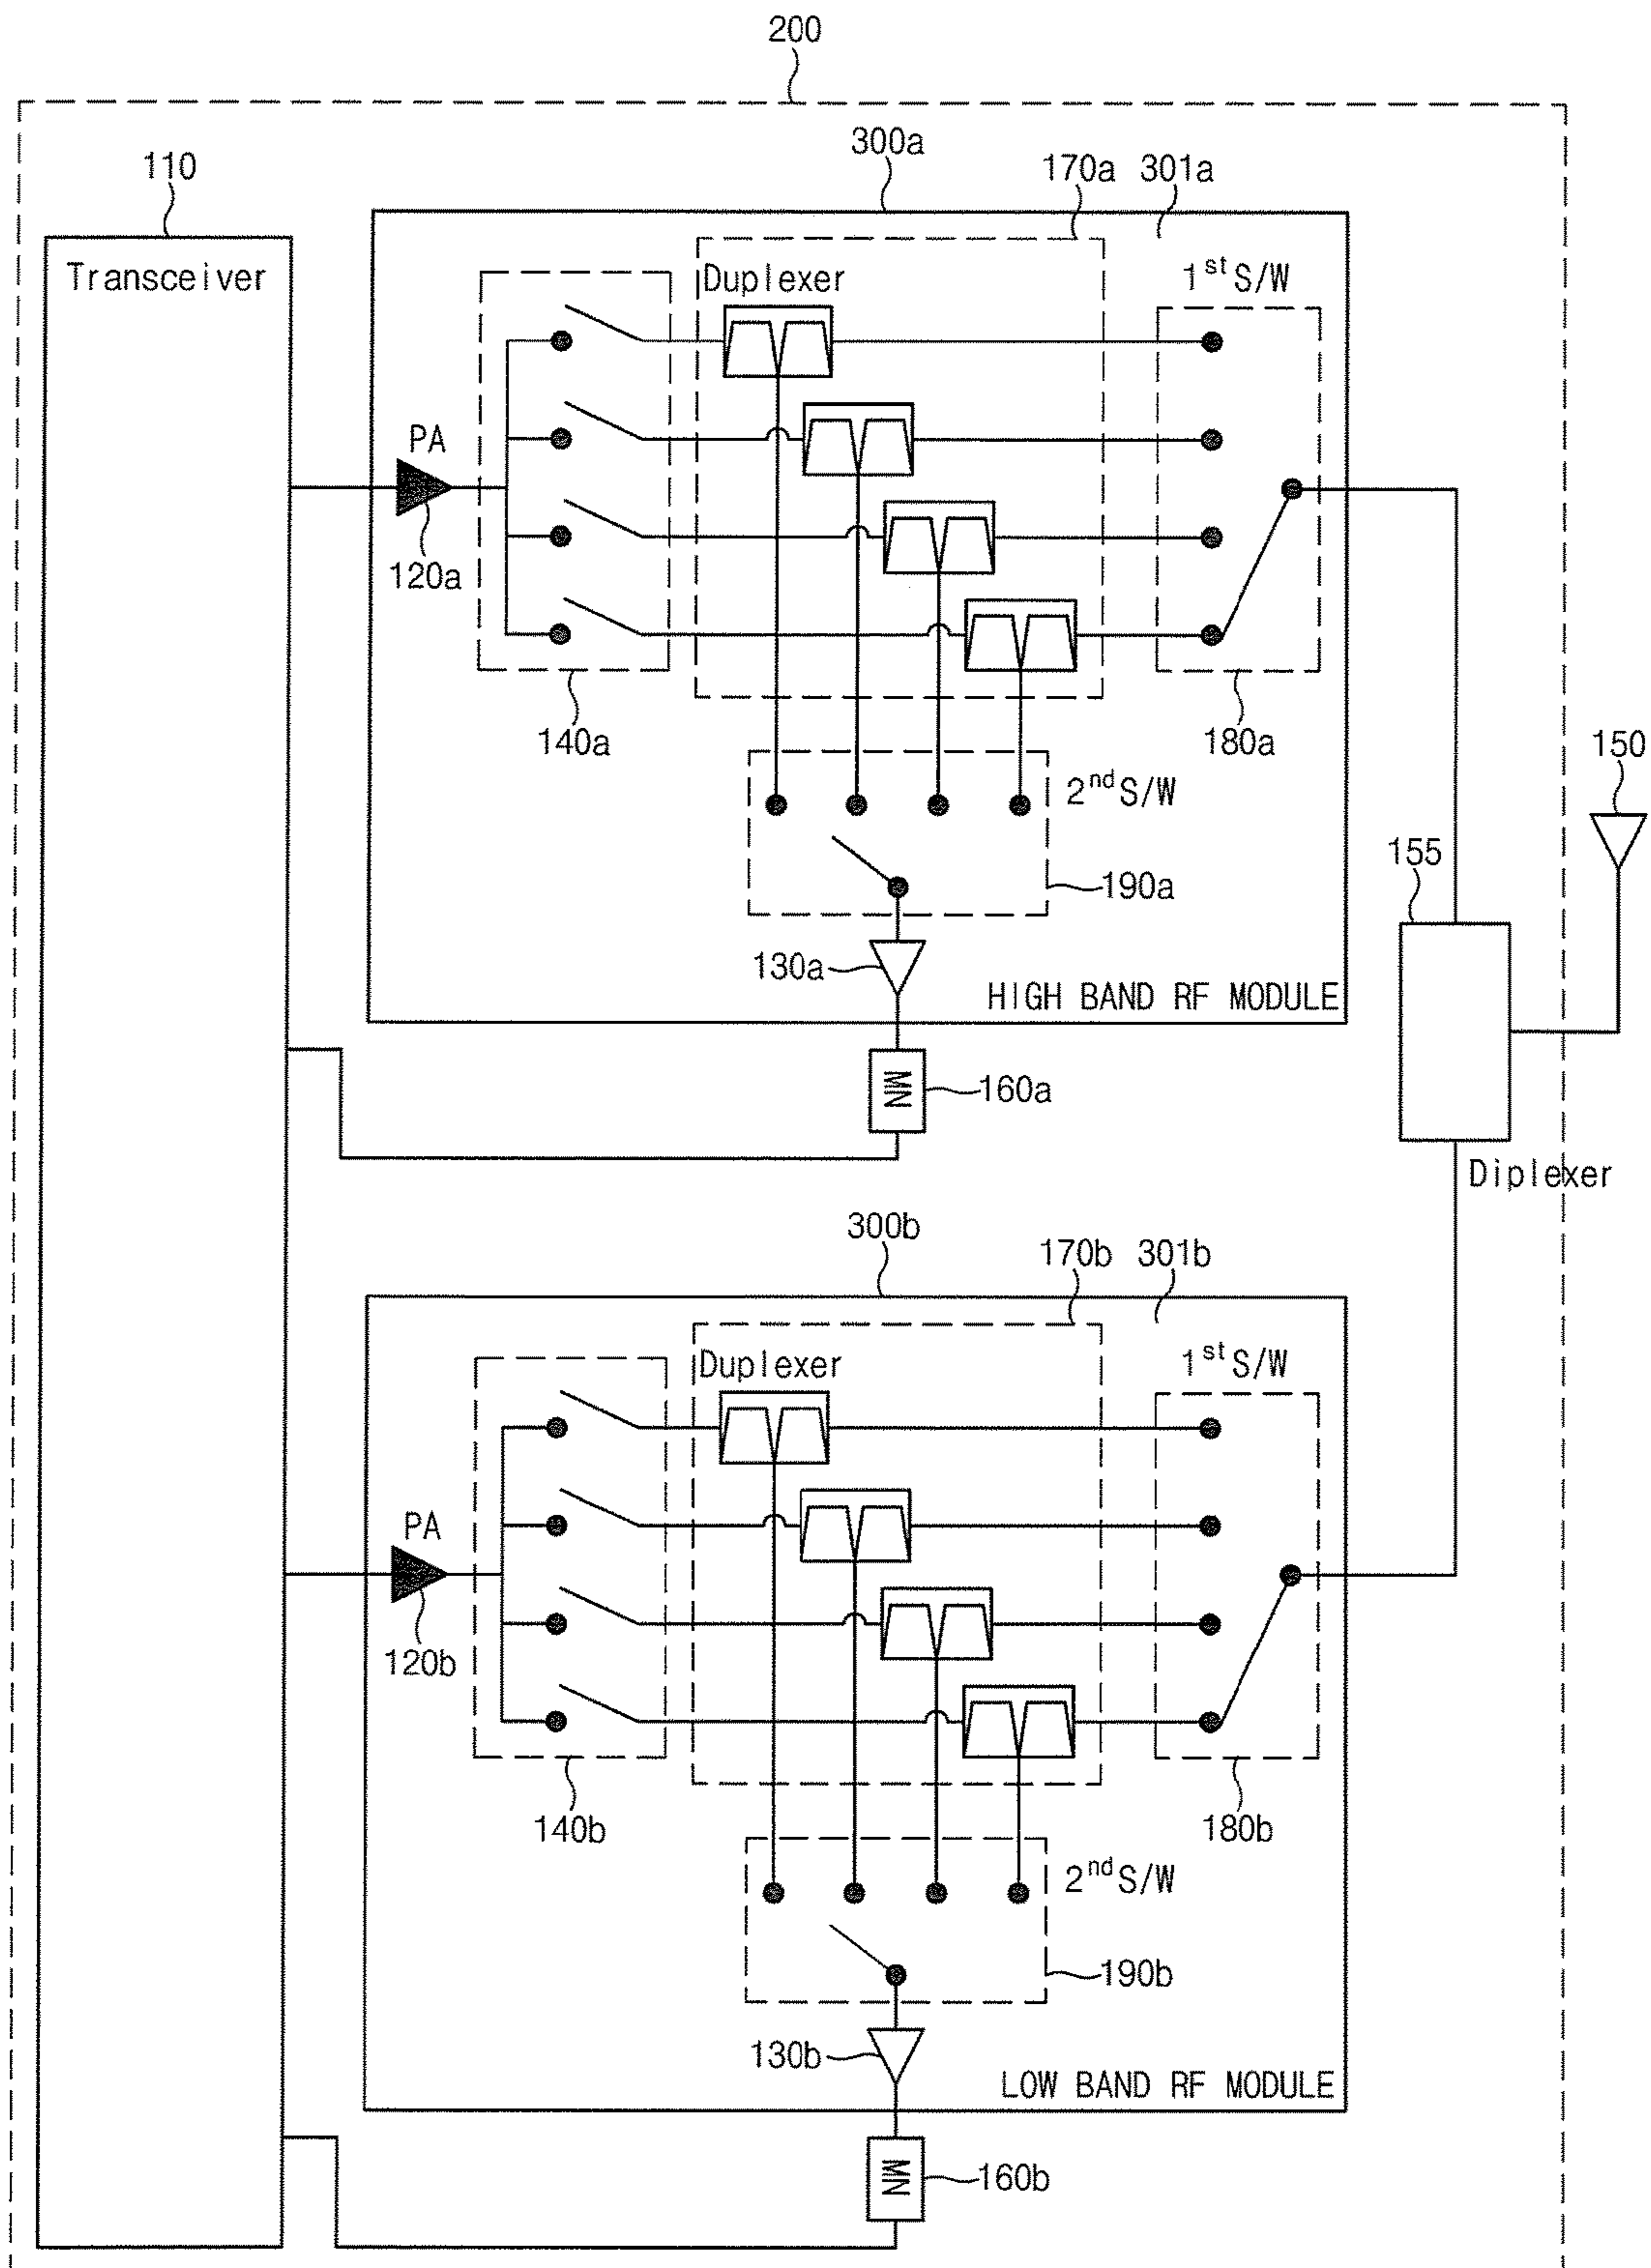 200
300a
110
170a 301a
Transceiver
Duplexer
1st S/W
PA
120a
140a
180a
150
2nd S/W
155
190a
130a
HIGH BAND RF MODULE
MN
160a
Diplexer
300b
170b 301b
Duplexer
1st S/W
PA
120b
140b
180b
2nd S/W
190b
130b
LOW BAND RF MODULE
MN
160b